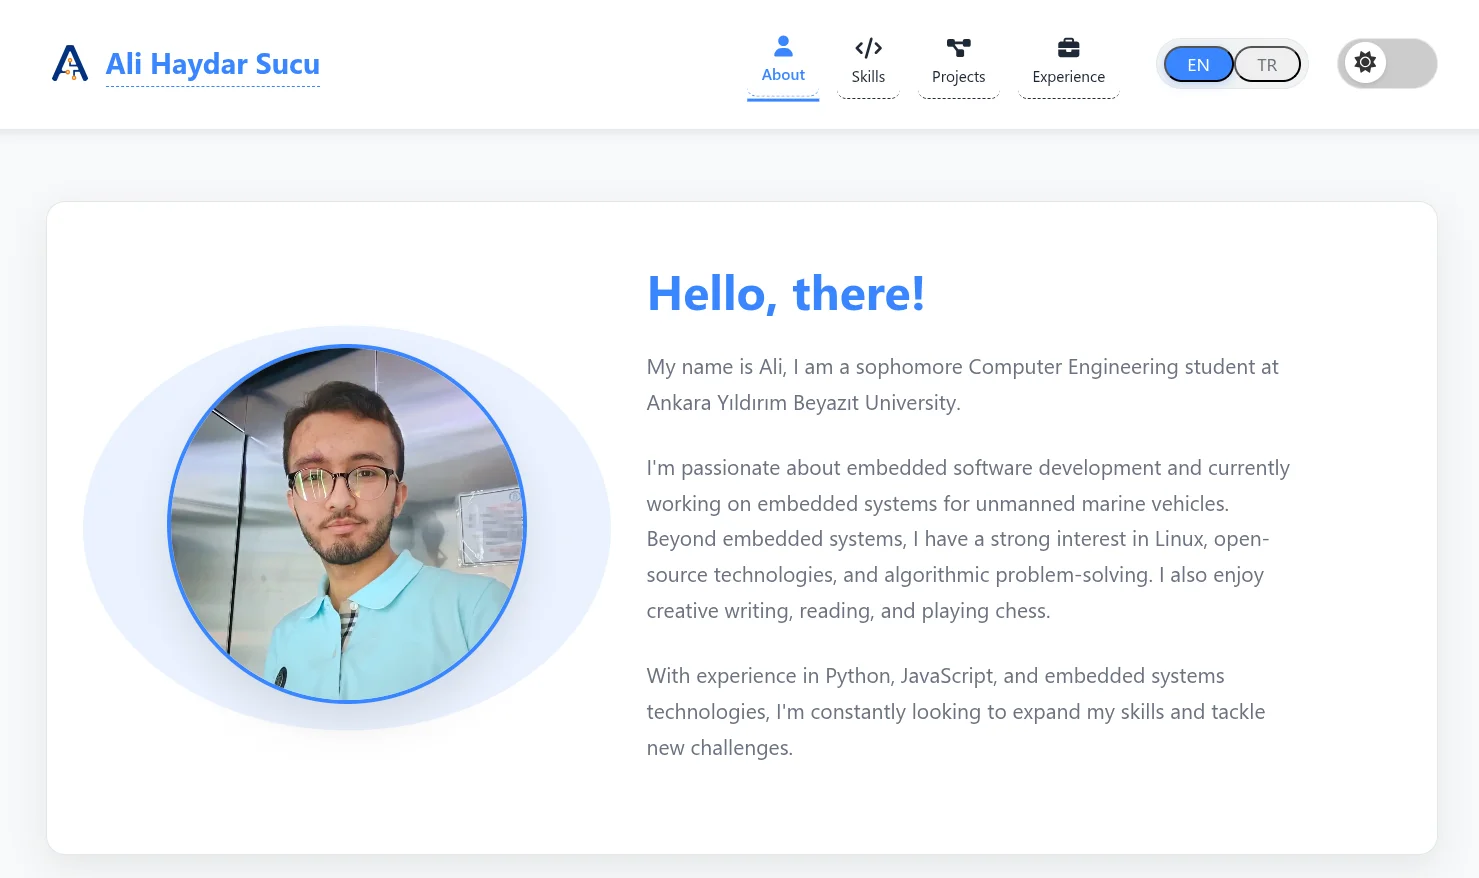 Ali Haydar Sucu
About
Skills
Projects
Experience
EN
TR
Hello, there!
My name is Ali, I am a sophomore Computer Engineering student at
Ankara Yıldırım Beyazıt University.
I'm passionate about embedded software development and currently
working on embedded systems for unmanned marine vehicles.
Beyond embedded systems, I have a strong interest in Linux, open-
source technologies, and algorithmic problem-solving. I also enjoy
creative writing, reading, and playing chess.
With experience in Python, JavaScript, and embedded systems
technologies, I'm constantly looking to expand my skills and tackle
new challenges.